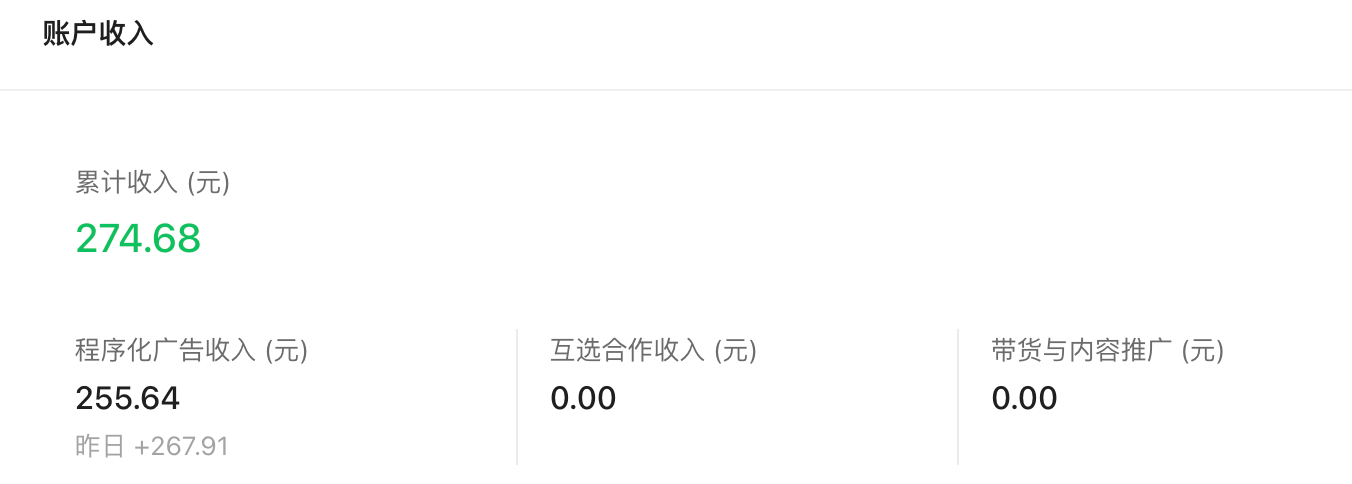 账户收入
累计收入 (元)
274.68
程序化广告收入 (元)
255.64
昨日 +267.91
互选合作收入 (元)
0.00
带货与内容推广 (元)
0.00